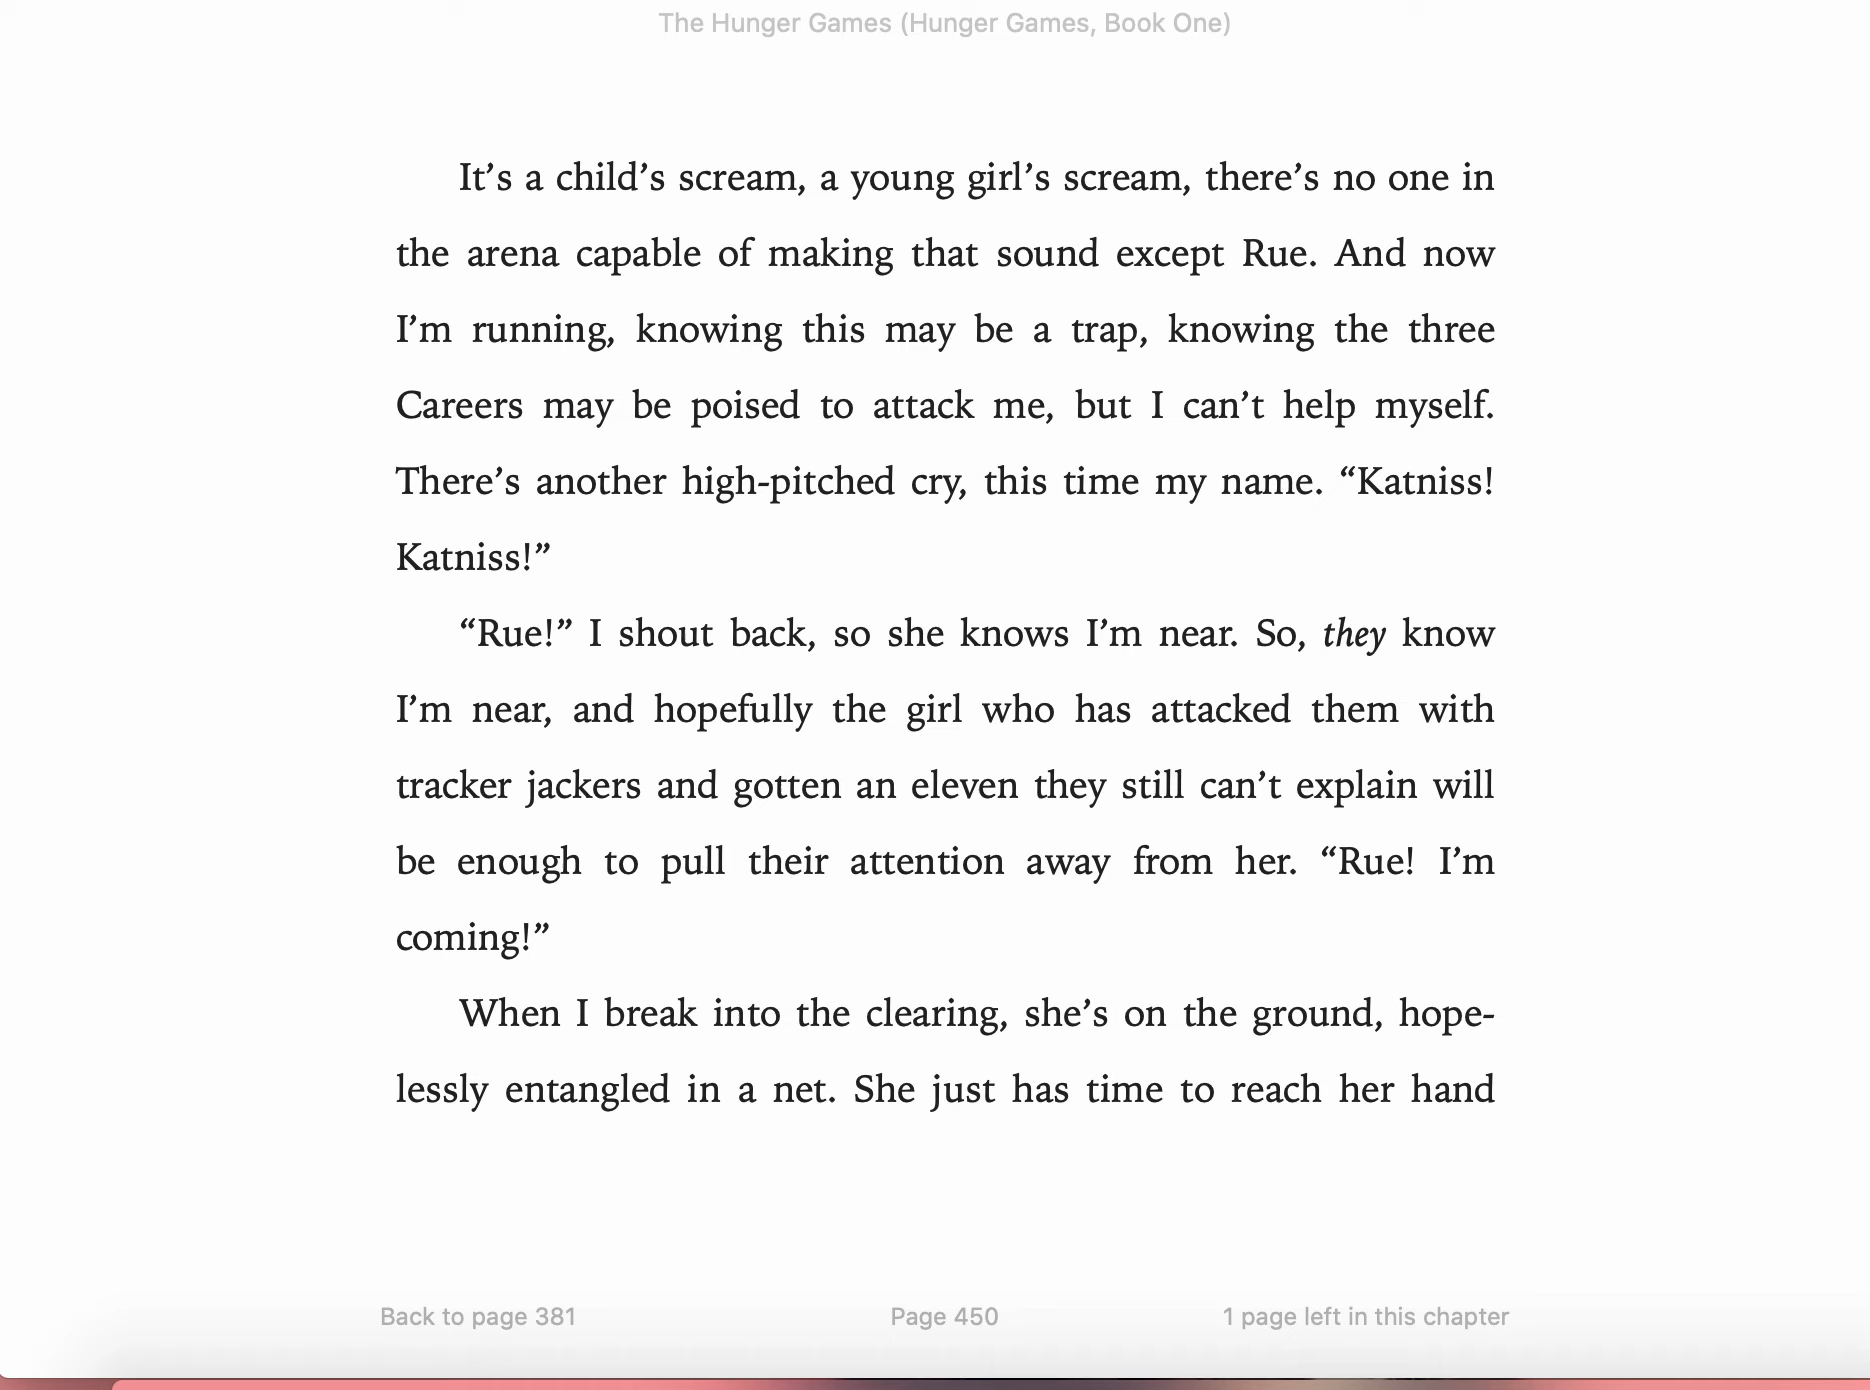 The Hunger Games (Hunger Games, Book One)
It’s a child’s scream, a young girl’s scream, there’s no one in
the arena capable of making that sound except Rue. And now
I’m running, knowing this may be a trap, knowing the three
Careers may be poised to attack me, but I can’t help myself.
There’s another high-pitched cry, this time my name. “Katniss!
Katniss!”
“Rue!” I shout back, so she knows I’m near. So, they know
I’m near, and hopefully the girl who has attacked them with
tracker jackers and gotten an eleven they still can’t explain will
be enough to pull their attention away from her. “Rue! I’m
coming!”
When I break into the clearing, she’s on the ground, hope-
lessly entangled in a net. She just has time to reach her hand
Back to page 381 Page 450 1 page left in this chapter